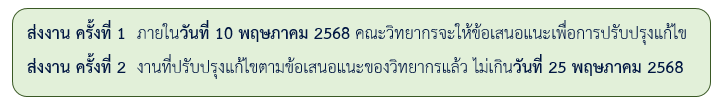 ส่งงาน ครั้งที่ 1 ภายในวันที่ 10 พฤษภาคม 2568 คณะวิทยากรจะให้ข้อเสนอแนะเพื่อการปรับปรุงแก้ไข
ส่งงาน ครั้งที่ 2 งานที่ปรับปรุงแก้ไขตามข้อเสนอแนะของวิทยากรแล้ว ไม่เกินวันที่ 25 พฤษภาคม 2568